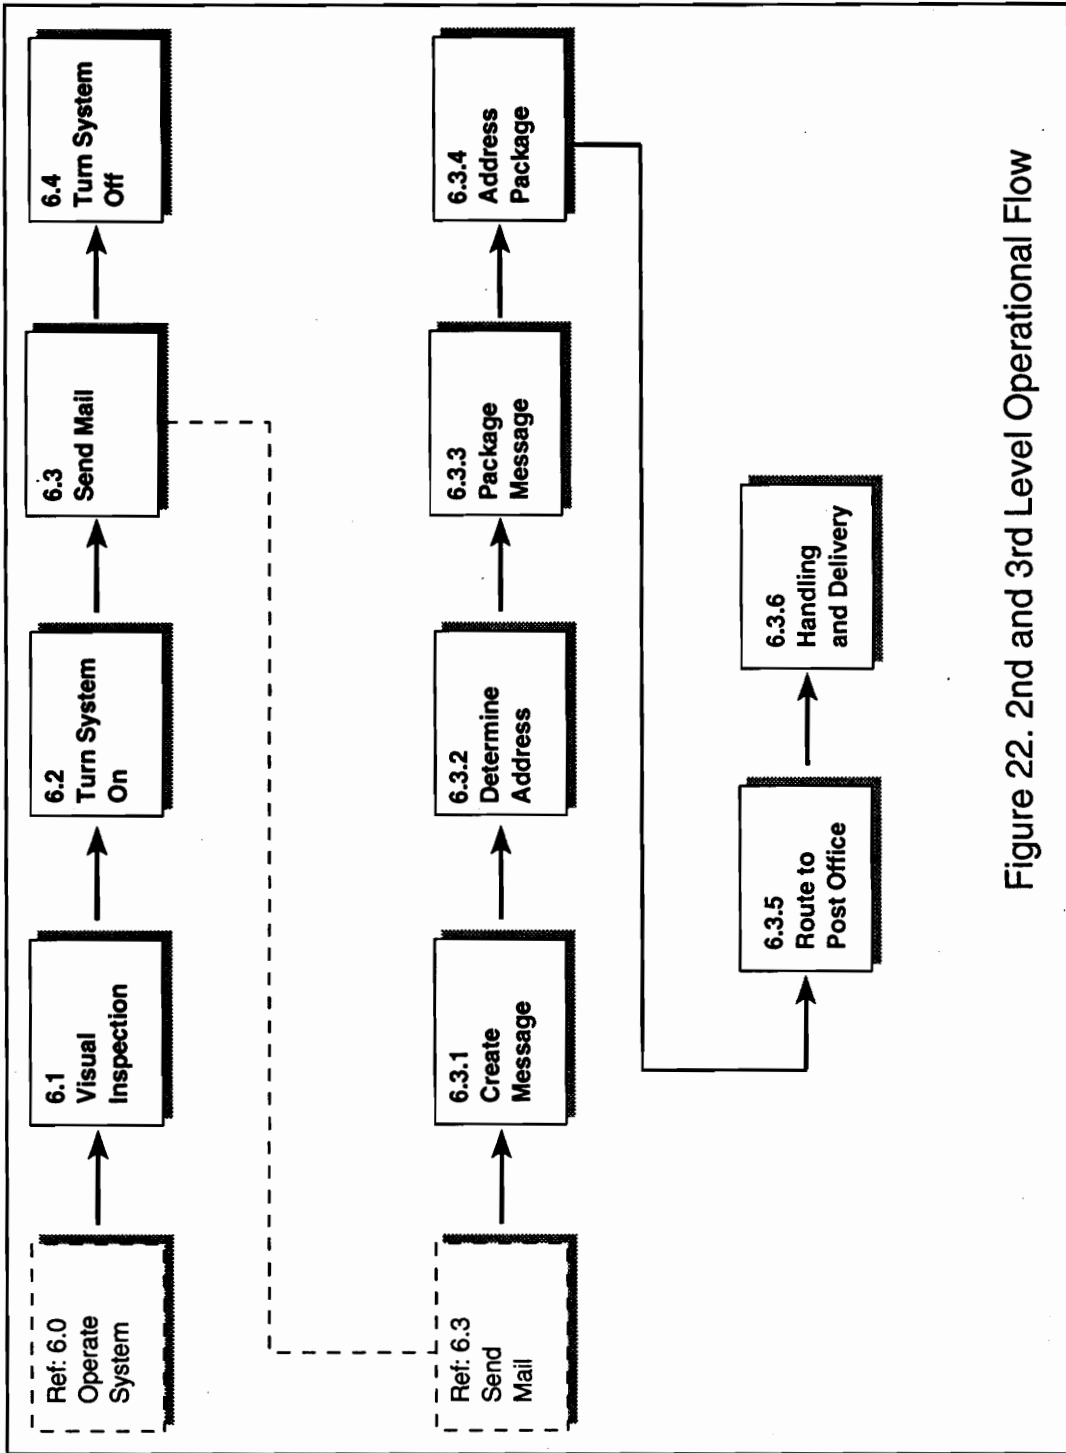 Ref: 6.0
Operate
System
6.1
Visual
Inspection
6.2
Turn System
On
6.3
Send Mail
6.4
Turn System
Off
Ref: 6.3
Send
Mail
6.3.1
Create
Message
6.3.2
Determine
Address
6.3.3
Package
Message
6.3.4
Address
Package
6.3.5
Route to
Post Office
6.3.6
Handling
and Delivery
Figure 22. 2nd and 3rd Level Operational Flow